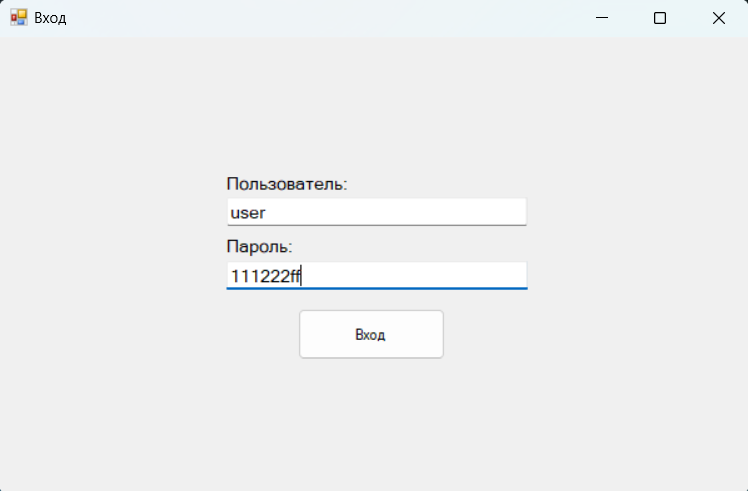 Вход
Пользователь:
user
Пароль:
111222ff
Вход